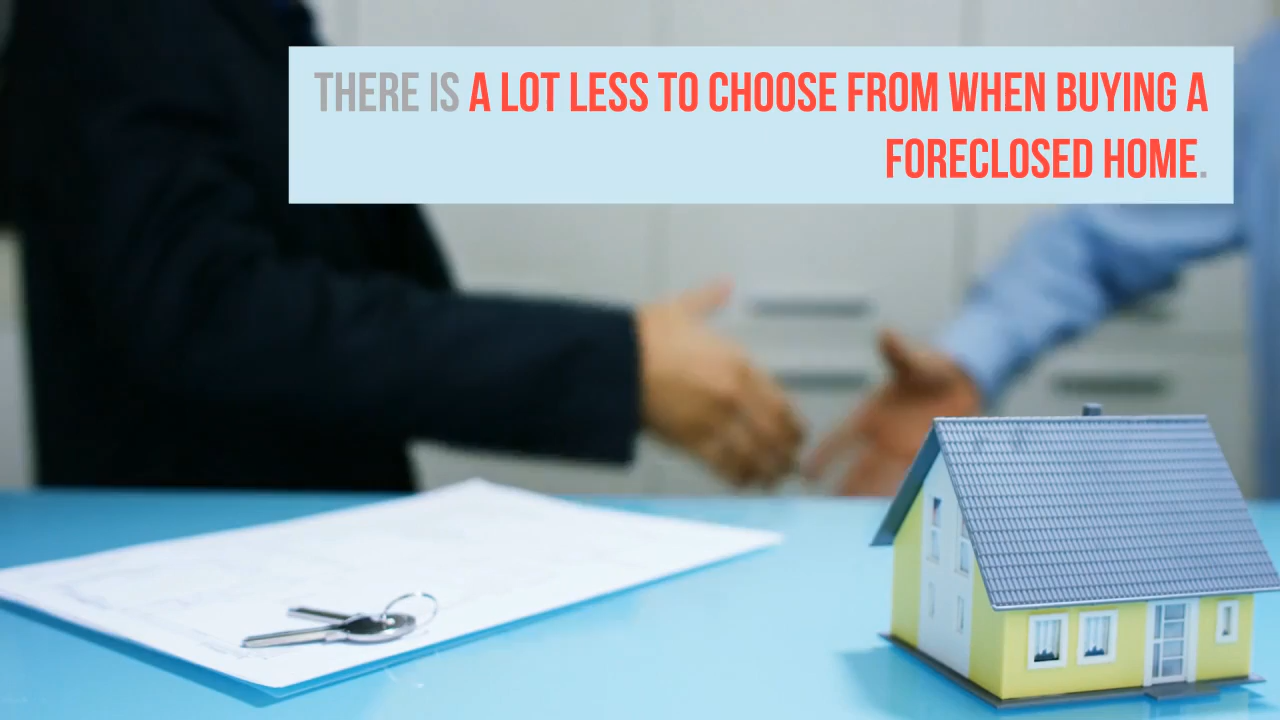 THERE IS A LOT LESS TO CHOOSE FROM WHEN BUYING A
FORECLOSED HOME.